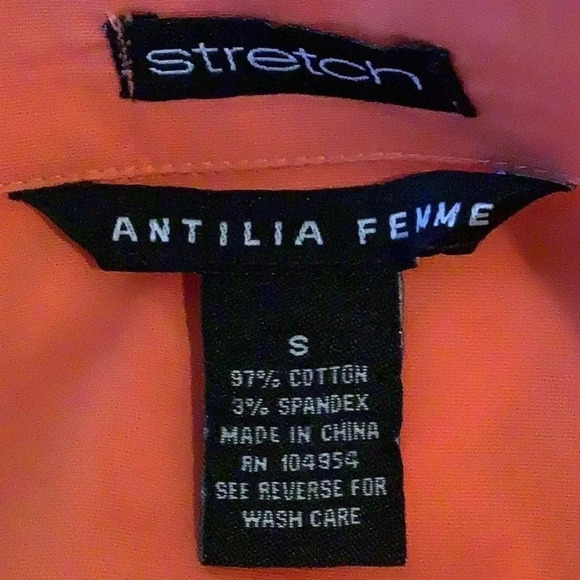 stretch
ANTILIA FEMME
S
97% COTTON
3% SPANDEX
MADE IN CHINA
RN 104954
SEE REVERSE FOR
WASH CARE